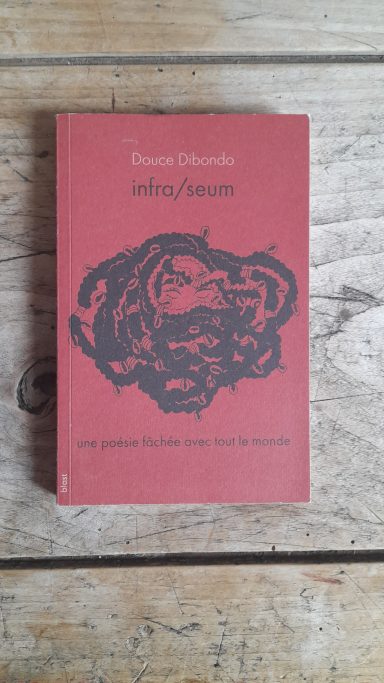 Douce Dibondo
infra/seum
une poésie fâchée avec tout le monde
blast